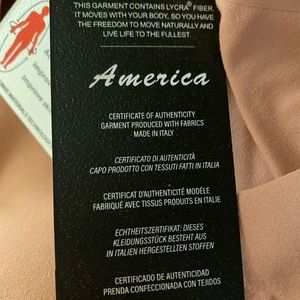 THIS GARMENT CONTAINS LYCRA® FIBER.
IT MOVES WITH YOUR BODY, SO YOU HAVE
THE FREEDOM TO MOVE NATURALLY AND
LIVE LIFE TO THE FULLEST
America
CERTIFICATE OF AUTHENTICITY
GARMENT PRODUCED WITH FABRICS
MADE IN ITALY
CERTIFICATO DI AUTENTICITÀ
CAPO PRODOTTO CON TESSUTI FATTI IN ITALIA
CERTIFICAT D'AUTHENTICITÉ MODÈLE
FABRIQUÉ AVEC TISSUS PRODUITS EN ITALIE
ECHTHEITSZERTIFIKAT: DIESES
KLEIDUNGSSTÜCK BESTEHT AUS
IN ITALIEN HERGESTELLTEN STOFFEN
CERTIFICADO DE AUTENTICIDAD
PRENDA CONFECCIONADA CON TEJIDOS